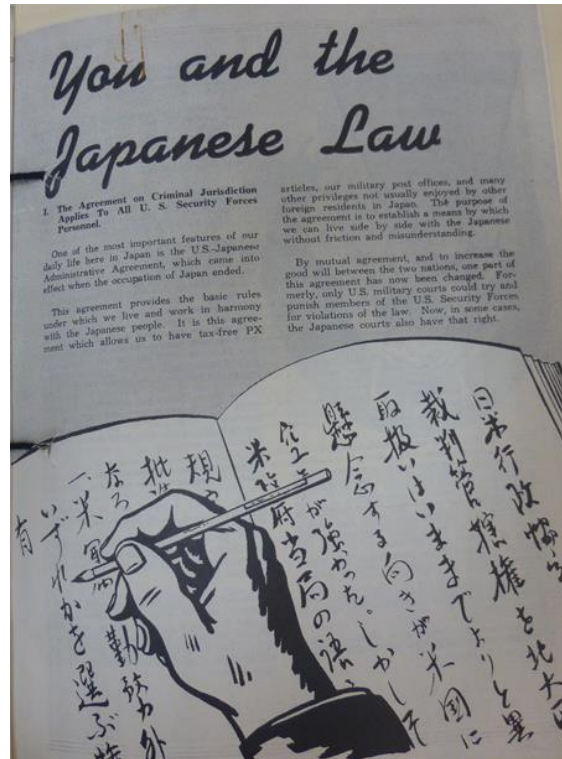 You and the
Japanese Law
I. The Agreement on Criminal Jurisdiction
Applies To All U. S. Security Forces
Personnel.
One of the most important features of our
daily life here in Japan is the U.S.-Japanese
Administrative Agreement, which came into
effect when the occupation of Japan ended.
This agreement provides the basic rules
under which we live and work in harmony
with the Japanese people. It is this agree-
ment which allows us to have tax-free PX
articles, our military post offices, and many
other privileges not usually enjoyed by other
foreign residents in Japan. The purpose of
the agreement is to establish a means by which
we can live side by side with the Japanese
without friction and misunderstanding.
By mutual agreement, and to increase the
good will between the two nations, one part of
this agreement has now been changed. For-
merly, only U.S. military courts could try and
punish members of the U.S. Security Forces
for violations of the law. Now, in some cases,
the Japanese courts also have that right.
日米行政協
裁判管轄権を北大西
取扱いはいままでよりと異
懸念する向きが米国に
が強かった。しかしそ
米政府当局の語
規
批
なろ
一、米軍 勤務外
いずれかを選ぶ特
有